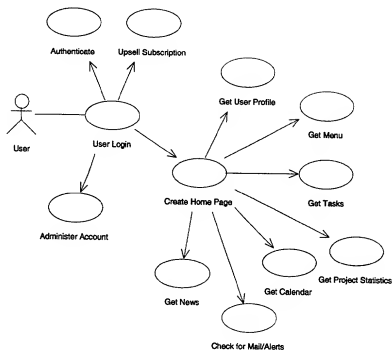 Authenticate
Upsell Subscription
Get User Profile
Get Menu
User
User Login
Create Home Page
Get Tasks
Administer Account
Get Project Statistics
Get Calendar
Get News
Check for Mail/Alerts